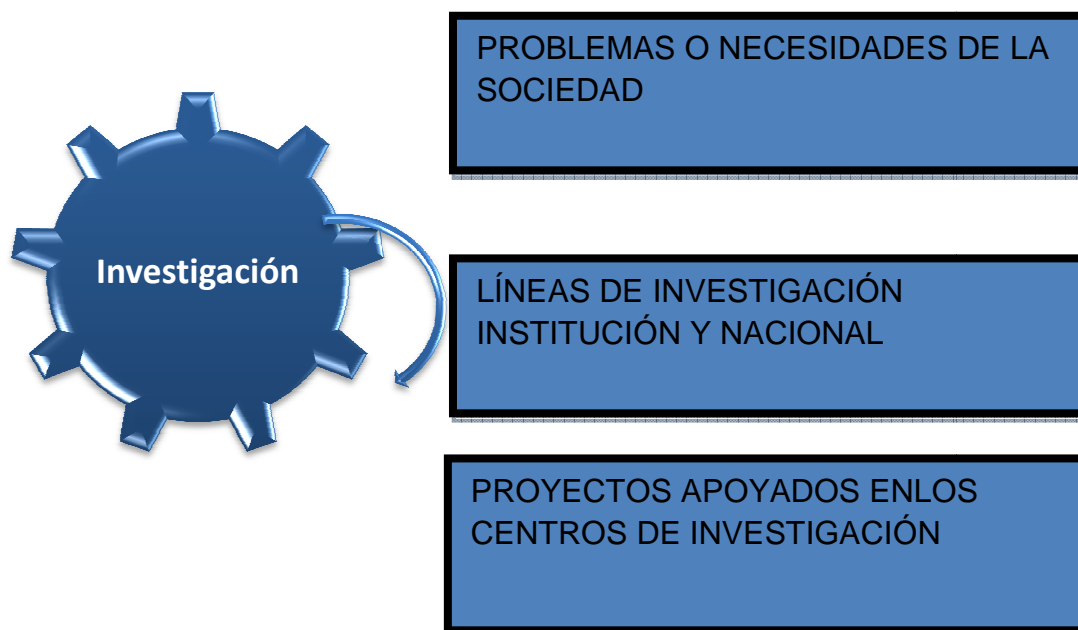 PROBLEMAS O NECESIDADES DE LA
SOCIEDAD
Investigación
LÍNEAS DE INVESTIGACIÓN
INSTITUCIÓN Y NACIONAL
PROYECTOS APOYADOS ENLOS
CENTROS DE INVESTIGACIÓN